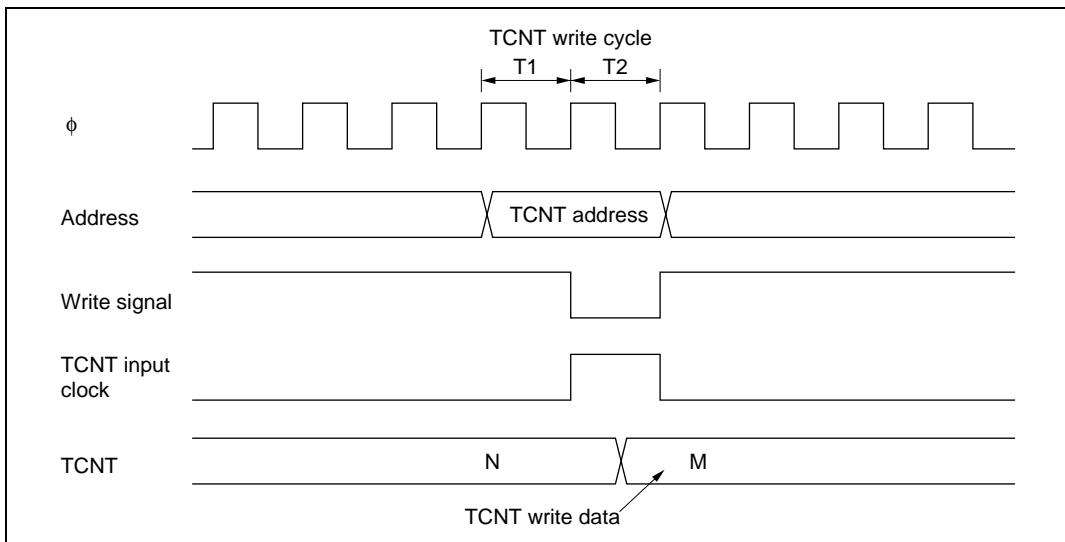 TCNT write cycle
T1 T2
ϕ
Address
TCNT address
Write signal
TCNT input
clock
TCNT
N M
TCNT write data